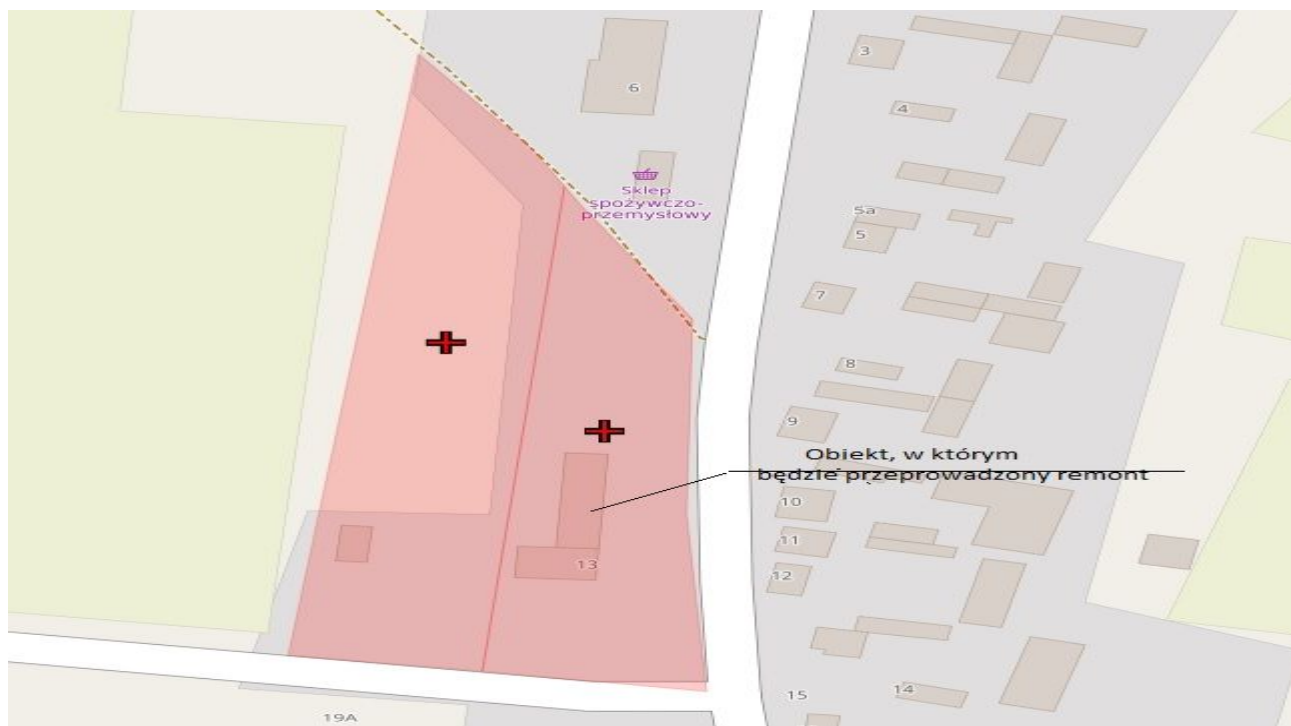 3
6
4
Sklep
spożywczo-
przemysłowy
5a
5
7
8
9
Obiekt, w którym
będzie przeprowadzony remont
10
11
12
13
14
15
19A